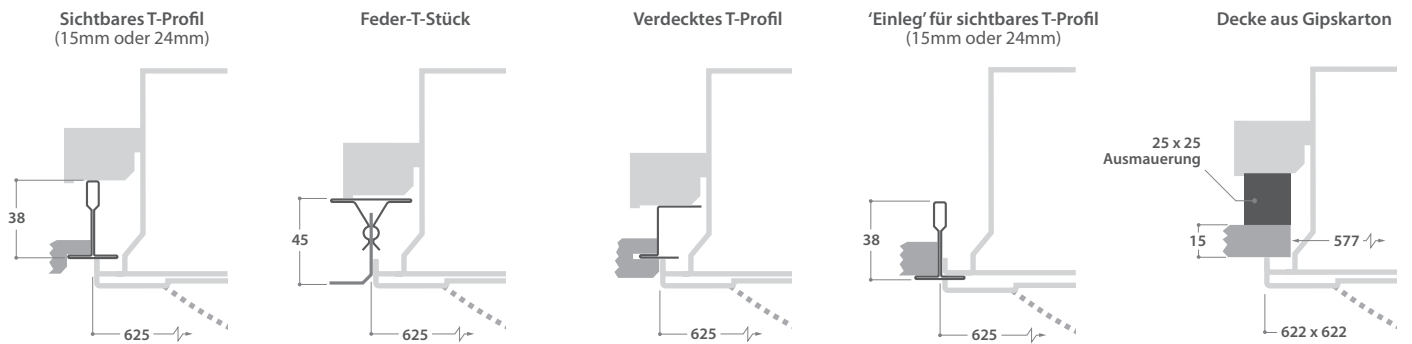 Sichtbares T-Profil
(15mm oder 24mm)
38
625
Feder-T-Stück
45
625
Verdecktes T-Profil
625
‘Einleg’ für sichtbares T-Profil
(15mm oder 24mm)
38
625
Decke aus Gipskarton
25 x 25
Ausmauerung
15
577
622 x 622